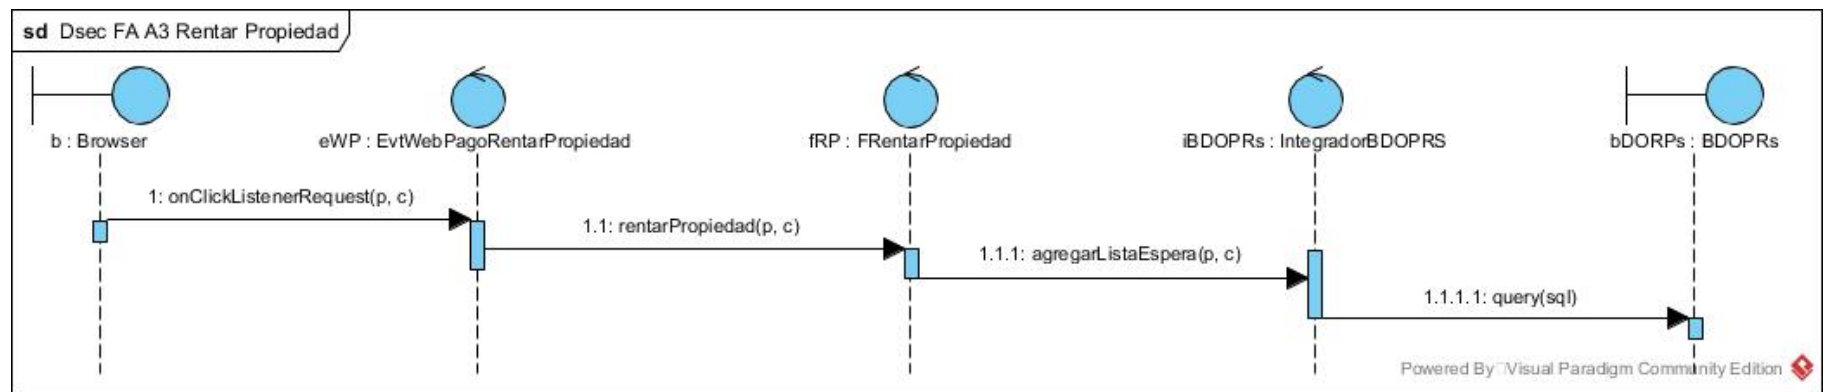 sd Dsec FA A3 Rentar Propiedad
b : Browser
eWP : EvtWebPagoRentarPropiedad
fRP : FRentarPropiedad
iBDOPRs : IntegradorBDOPRS
bDORPs : BDOPRs
1: onClickListenerRequest(p, c)
1.1: rentarPropiedad(p, c)
1.1.1: agregarListaEspera(p, c)
1.1.1.1: query(sql)
Powered By Visual Paradigm Community Edition